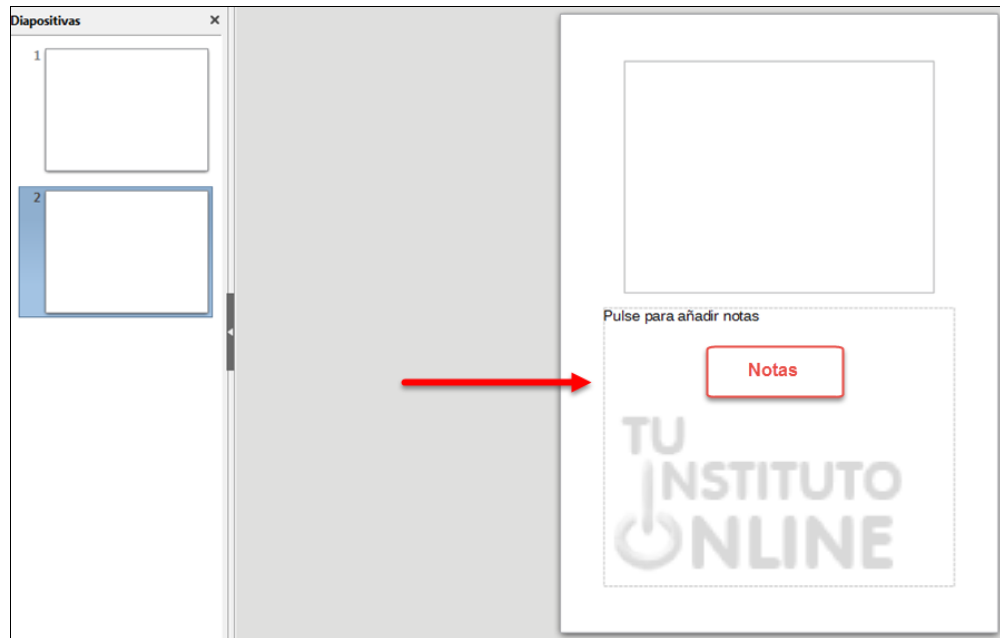 Diapositivas
1
2
Pulse para añadir notas
Notas
TU
INSTITUTO
ONLINE